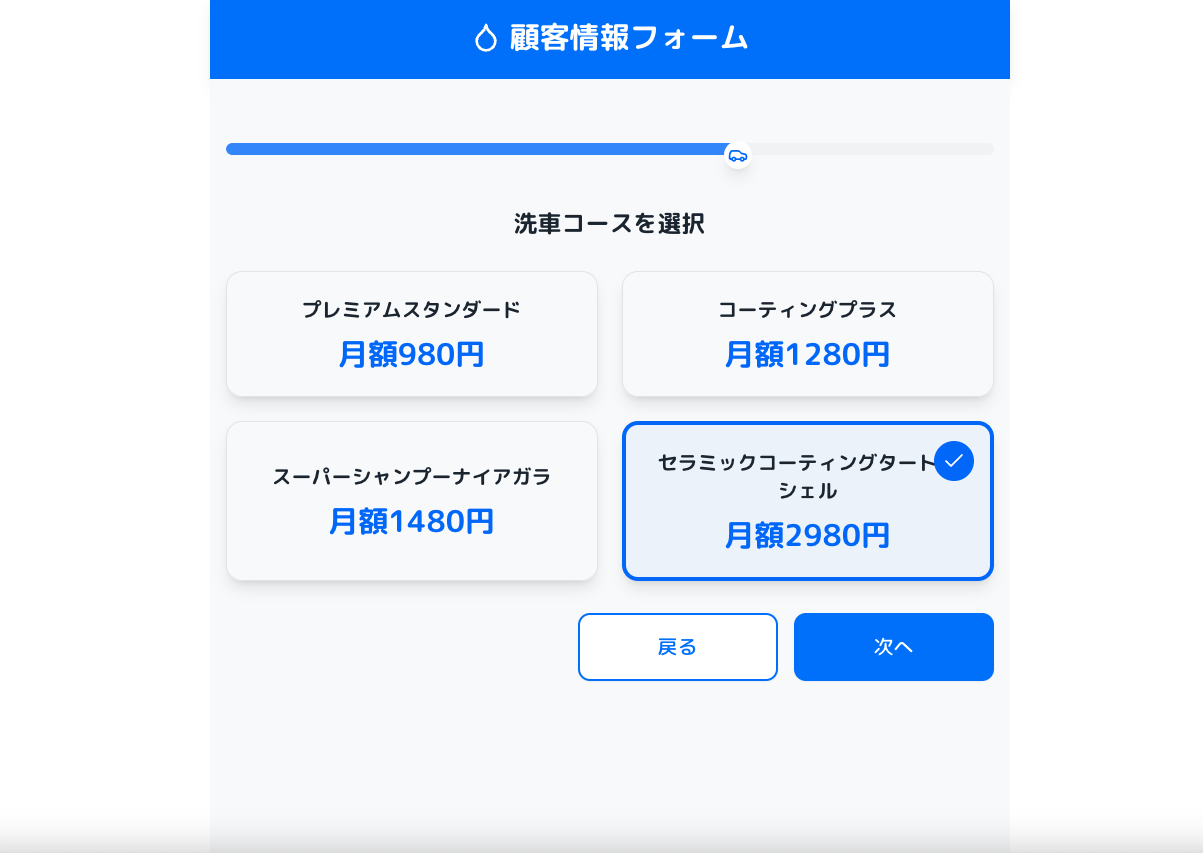 顧客情報フォーム
洗車コースを選択
プレミアムスタンダード
月額980円
コーティングプラス
月額1280円
スーパーシャンプーナイアガラ
月額1480円
セラミックコーティングタート
シェル
月額2980円
戻る
次へ